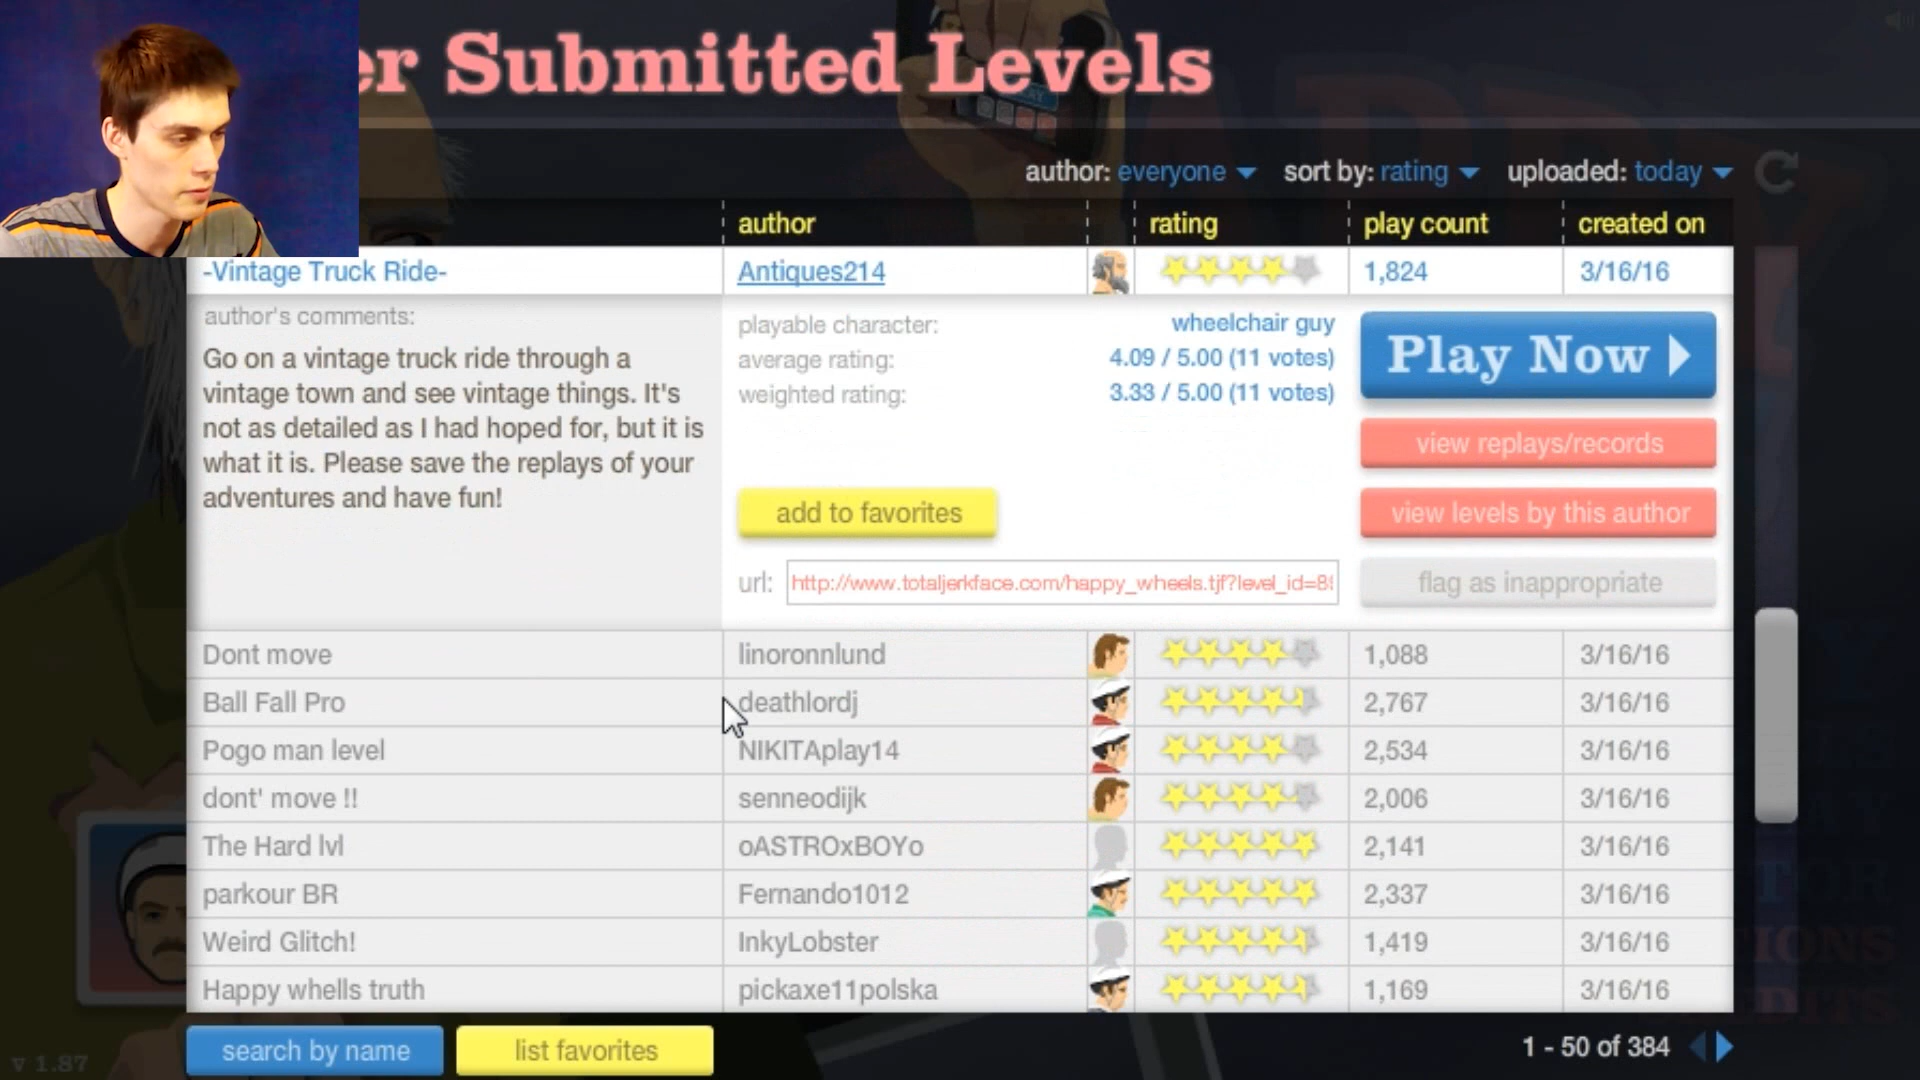 er Submitted Levels
author: everyone sort by: rating uploaded: today
author rating play count created on
-Vintage Truck Ride- Antiques214 1,824 3/16/16
author's comments:
Go on a vintage truck ride through a
vintage town and see vintage things. It's
not as detailed as I had hoped for, but it is
what it is. Please save the replays of your
adventures and have fun!
playable character: wheelchair guy
average rating: 4.09 / 5.00 (11 votes)
weighted rating: 3.33 / 5.00 (11 votes)
add to favorites
url: http://www.totaljerkface.com/happy_wheels.tjf?level_id=8
Play Now
view replays/records
view levels by this author
flag as inappropriate
Dont move linoronnlund 1,088 3/16/16
Ball Fall Pro deathlordj 2,767 3/16/16
Pogo man level NIKITAplay14 2,534 3/16/16
dont' move !! senneodijk 2,006 3/16/16
The Hard lvl oASTROxBOYo 2,141 3/16/16
parkour BR Fernando1012 2,337 3/16/16
Weird Glitch! InkyLobster 1,419 3/16/16
Happy whells truth pickaxe11polska 1,169 3/16/16
search by name list favorites 1 - 50 of 384
v 1.87